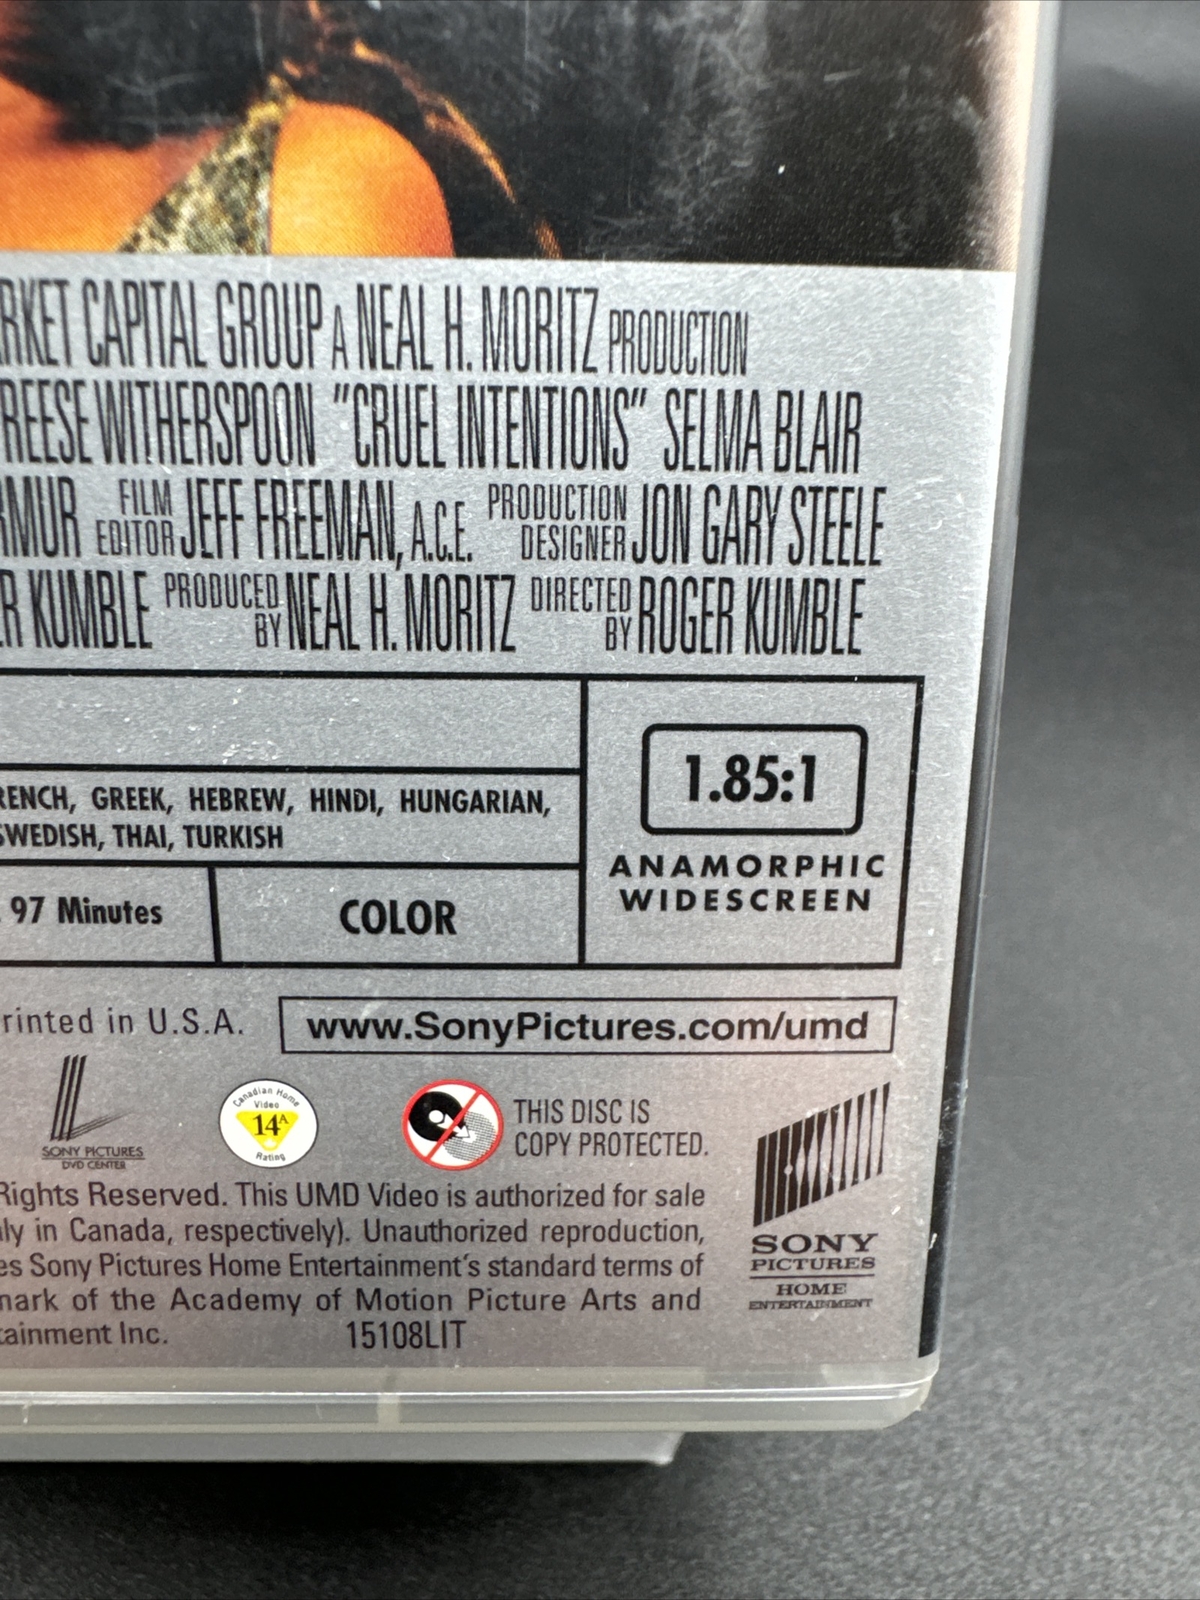 RKET CAPITAL GROUP A NEAL H. MORITZ PRODUCTION
REESE WITHERSPOON "CRUEL INTENTIONS" SELMA BLAIR
RMUR FILM EDITOR JEFF FREEMAN, A.C.E. PRODUCTION DESIGNER JON GARY STEELE
R KUMBLE PRODUCED BY NEAL H. MORITZ DIRECTED BY ROGER KUMBLE
RENCH, GREEK, HEBREW, HINDI, HUNGARIAN,
SWEDISH, THAI, TURKISH
97 Minutes
COLOR
1.85:1
ANAMORPHIC
WIDESCREEN
rinted in U.S.A.
www.SonyPictures.com/umd
SONY PICTURES
DVD CENTER
Canadian Home
Video
14A
Rating
THIS DISC IS
COPY PROTECTED.
Rights Reserved. This UMD Video is authorized for sale
ly in Canada, respectively). Unauthorized reproduction,
es Sony Pictures Home Entertainment's standard terms of
mark of the Academy of Motion Picture Arts and
tainment Inc. 15108LIT
SONY
PICTURES
HOME
ENTERTAINMENT